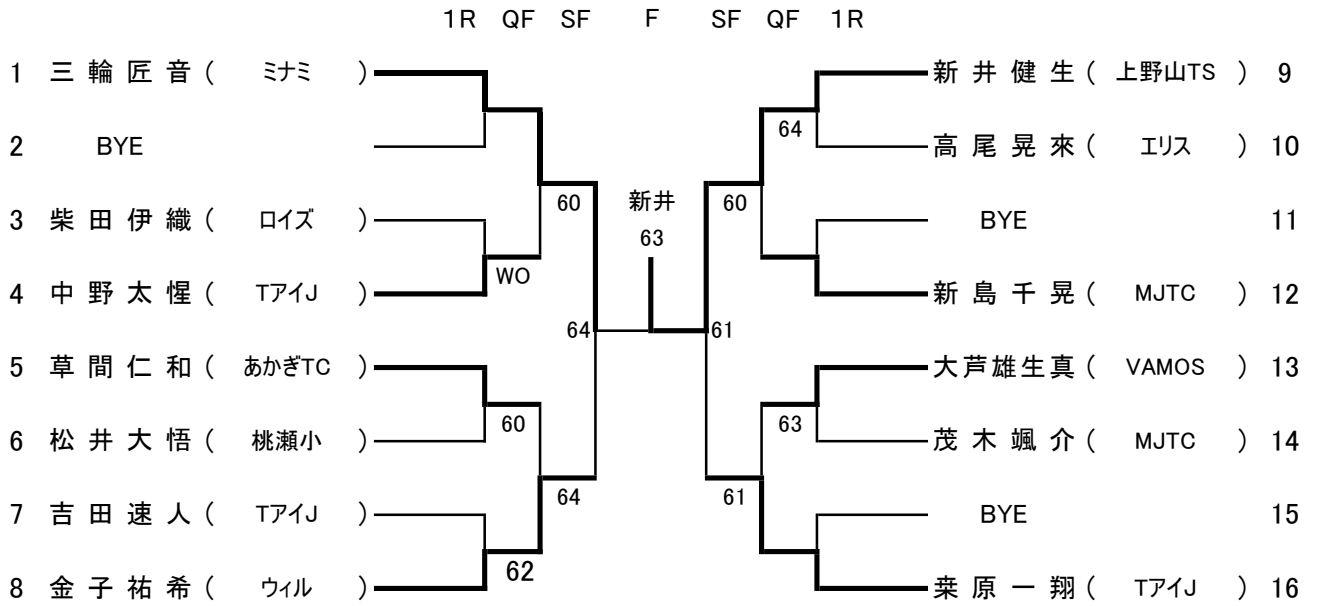 1R QF SF F SF QF 1R
1 三輪匠音( ミナミ ) 新井健生( 上野山TS ) 9
64
2 BYE 高尾晃來( エリス ) 10
60 新井 60
3 柴田伊織( ロイズ ) BYE 11
63
WO
4 中野太惺( TアイJ ) 新島千晃( MJTC ) 12
64 61
5 草間仁和( あかぎTC ) 大芦雄生真( VAMOS ) 13
60 63
6 松井大悟( 桃瀬小 ) 茂木颯介( MJTC ) 14
64 61
7 吉田速人( TアイJ ) BYE 15
62
8 金子祐希( ウィル ) 桒原一翔( TアイJ ) 16